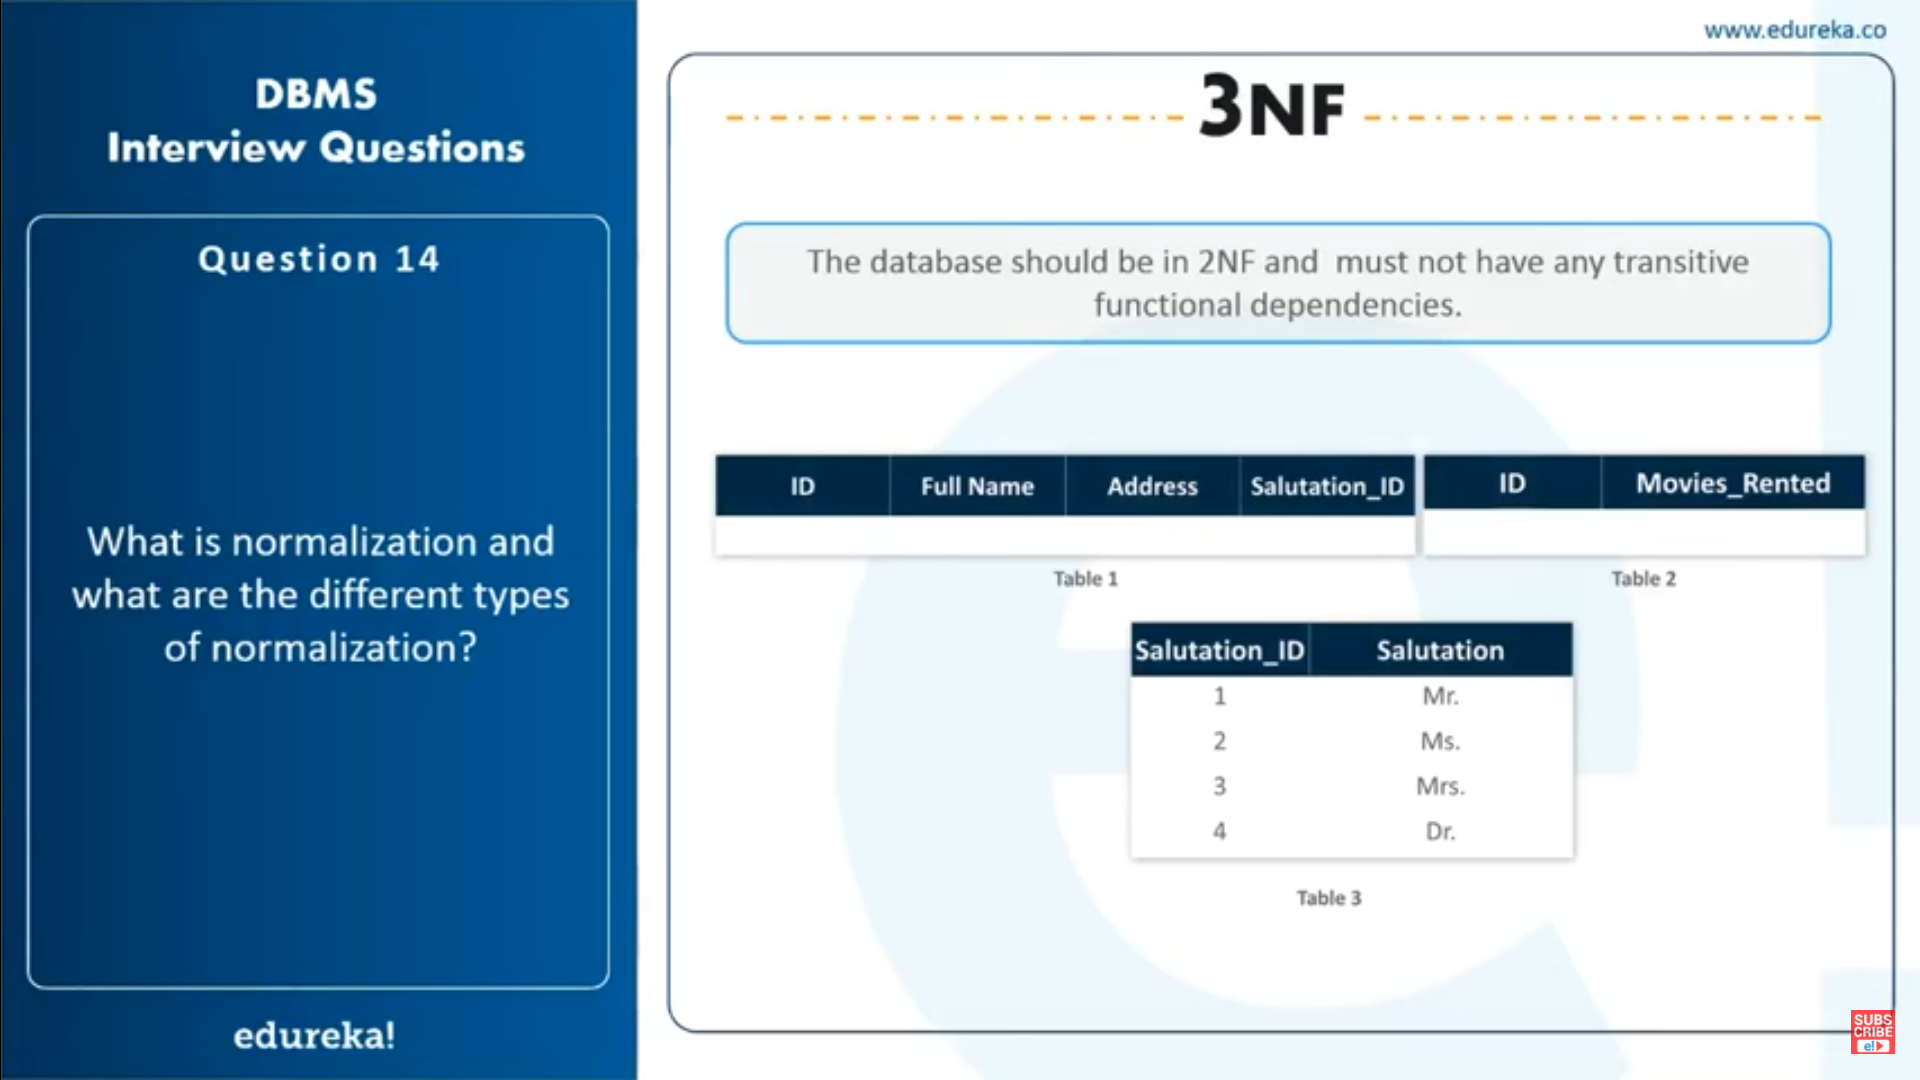 www.edureka.co
DBMS
Interview Questions
Question 14
What is normalization and
what are the different types
of normalization?
edureka!
3NF
The database should be in 2NF and must not have any transitive
functional dependencies.
ID Full Name Address Salutation_ID
Table 1
ID Movies_Rented
Table 2
Salutation_ID Salutation
1 Mr.
2 Ms.
3 Mrs.
4 Dr.
Table 3
SUBS
CRIBE
e!